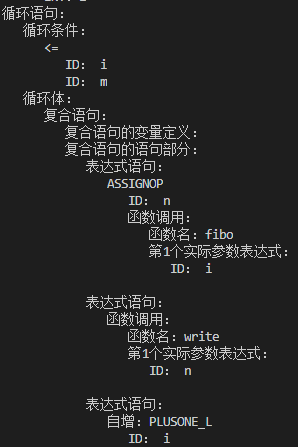 循环语句:
循环条件:
<=
ID: i
ID: m
循环体:
复合语句:
复合语句的变量定义:
复合语句的语句部分:
表达式语句:
ASSIGNOP
ID: n
函数调用:
函数名: fibo
第1个实际参数表达式:
ID: i
表达式语句:
函数调用:
函数名: write
第1个实际参数表达式:
ID: n
表达式语句:
自增: PLUSONE_L
ID: i